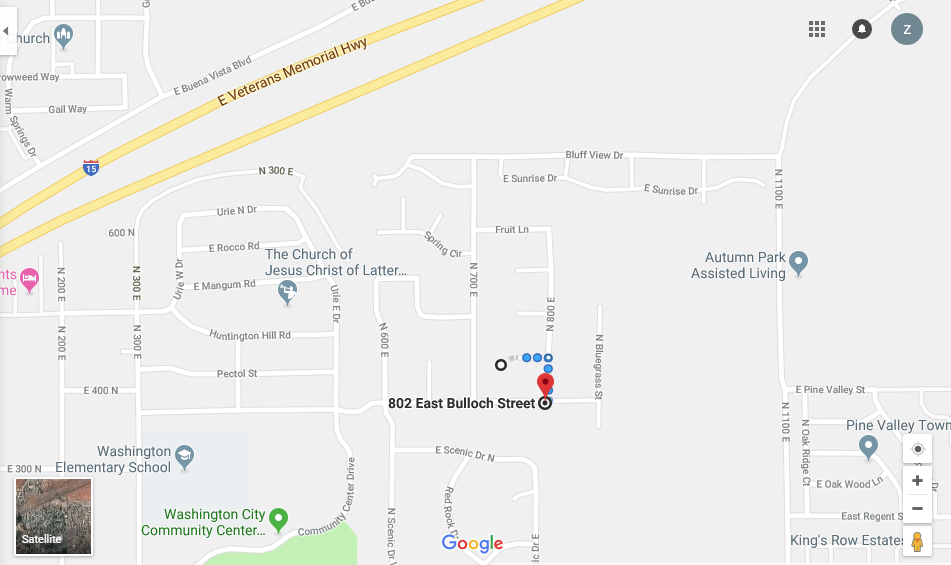 E Bue
Church
z
E Veterans Memorial Hwy
E Buena Vista Blvd
rowweed Way
Gail Way
Warm Springs Dr
15
Bluff View Dr
N 300 E
E Sunrise Dr
E Sunrise Dr
N 1100 E
Urie N Dr
600 N
Fruit Ln
Spring Cir
E Rocco Rd
The Church of
Jesus Christ of Latter...
Autumn Park
Assisted Living
nts
me
N 200 E
N 300 E
Urie W Dr
E Mangum Rd
Urie E Dr
N 700 E
N 800 E
N 600 E
Huntington Hill Rd
N 200 E
N 300 E
N Bluegrass St
Pectol St
E 400 N
802 East Bulloch Street
E Pine Valley St
N 1100 E
N Oak Ridge Ct
Pine Valley Town
Washington
Elementary School
E Scenic Dr N
E 300 N
Community Center Drive
E Oak Wood Ln
Dr
Red Rock D
N Scenic D
nic Dr E
Washington City
Community Center...
E Regent S
Satellite
Google
King's Row Estates